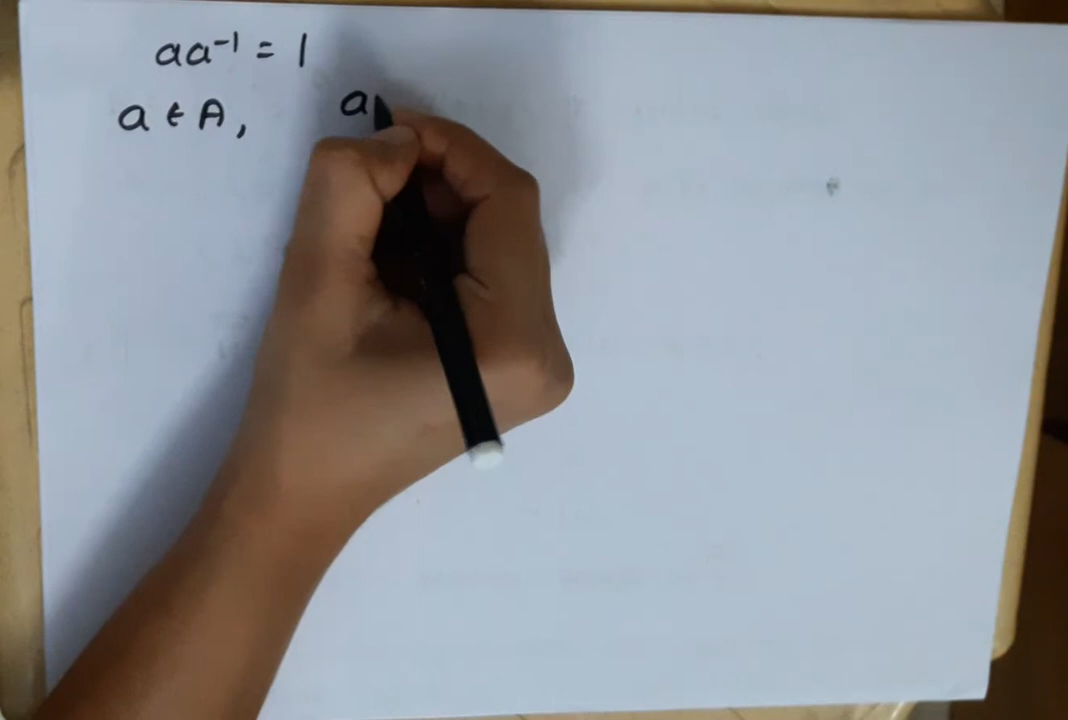 aa⁻¹ = 1
a ∈ A, a